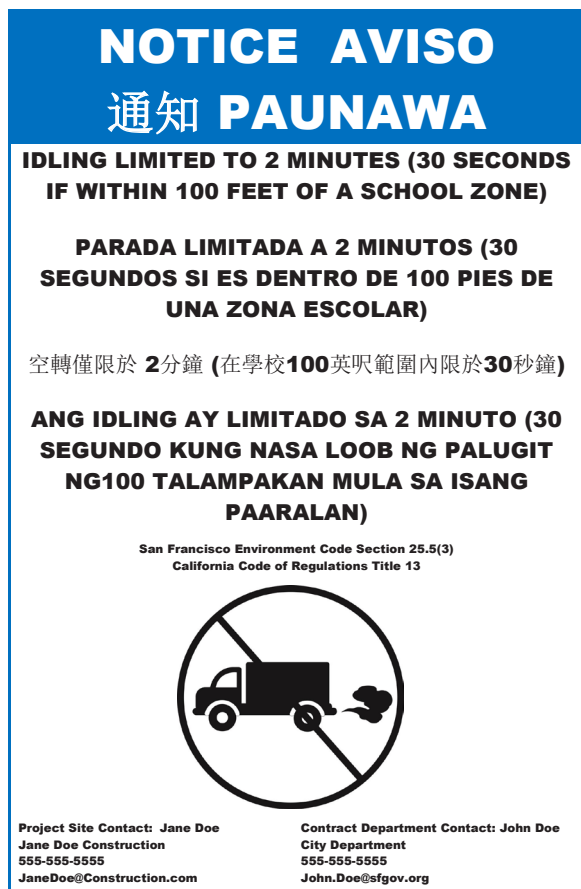 NOTICE AVISO
通知 PAUNAWA
IDLING LIMITED TO 2 MINUTES (30 SECONDS
IF WITHIN 100 FEET OF A SCHOOL ZONE)
PARADA LIMITADA A 2 MINUTOS (30
SEGUNDOS SI ES DENTRO DE 100 PIES DE
UNA ZONA ESCOLAR)
空轉僅限於 2分鐘 (在學校100英呎範圍內限於30秒鐘)
ANG IDLING AY LIMITADO SA 2 MINUTO (30
SEGUNDO KUNG NASA LOOB NG PALUGIT
NG100 TALAMPAKAN MULA SA ISANG
PAARALAN)
San Francisco Environment Code Section 25.5(3)
California Code of Regulations Title 13
Project Site Contact: Jane Doe
Jane Doe Construction
555-555-5555
JaneDoe@Construction.com
Contract Department Contact: John Doe
City Department
555-555-5555
John.Doe@sfgov.org